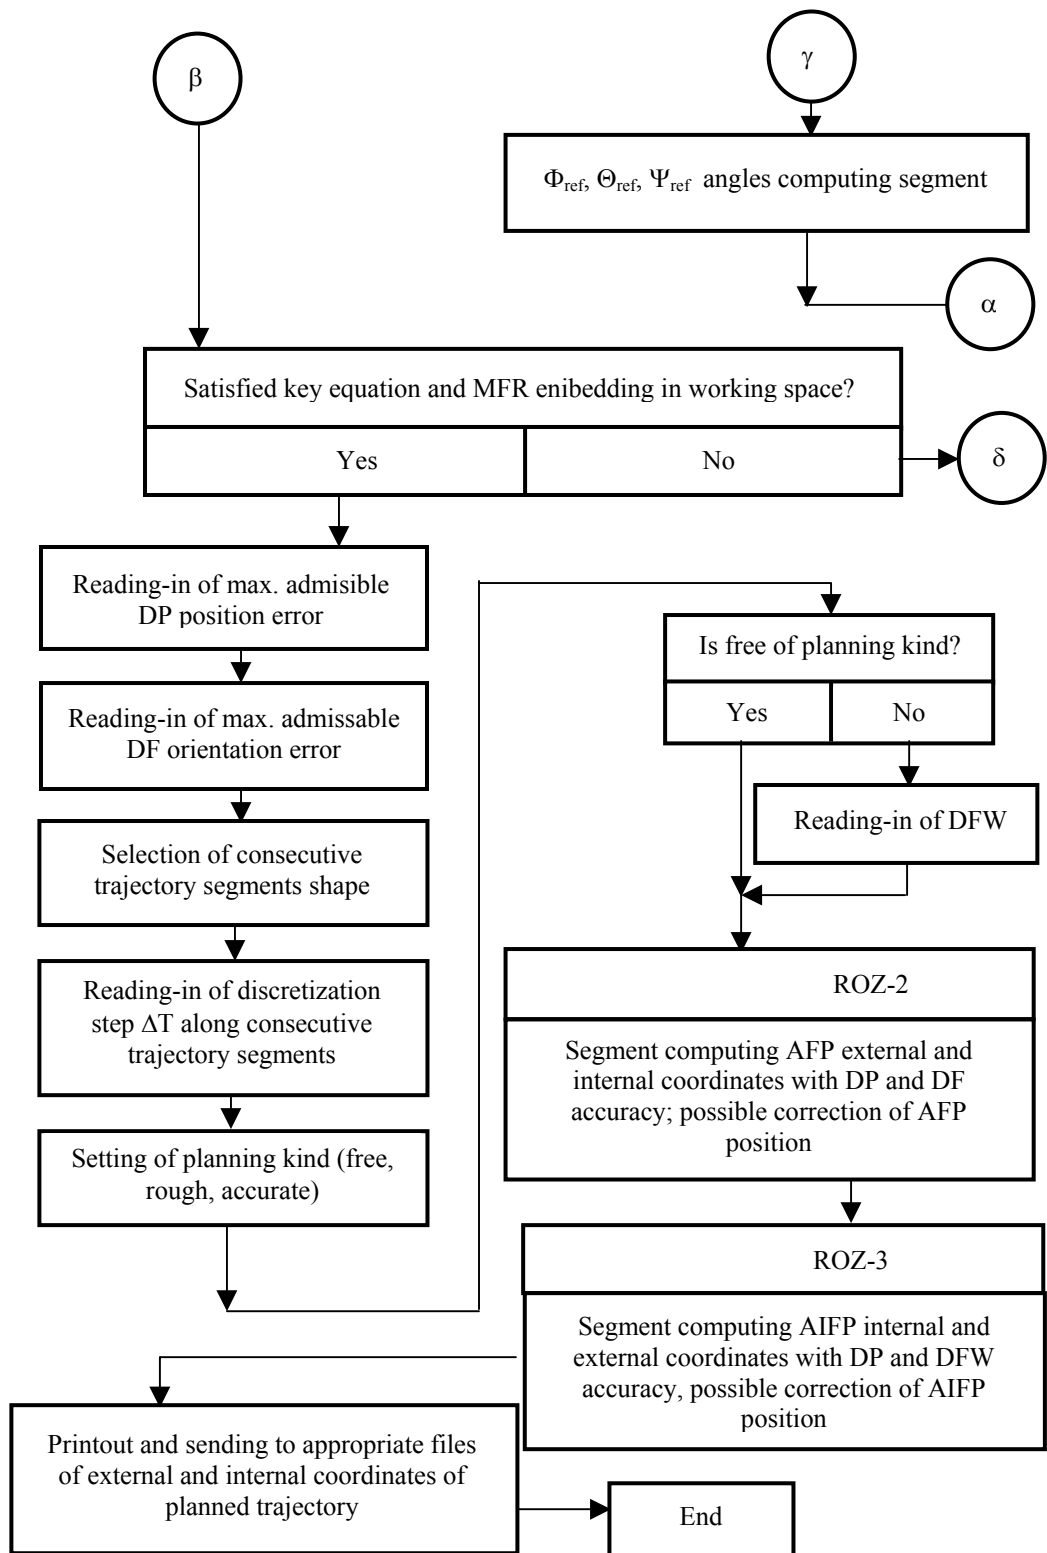 β
γ
Φref, Θref, Ψref angles computing segment
α
Satisfied key equation and MFR enibedding in working space?
Yes
No
δ
Reading-in of max. admisible
DP position error
Reading-in of max. admissable
DF orientation error
Selection of consecutive
trajectory segments shape
Reading-in of discretization
step ΔT along consecutive
trajectory segments
Setting of planning kind (free,
rough, accurate)
Is free of planning kind?
Yes
No
Reading-in of DFW
ROZ-2
Segment computing AFP external and
internal coordinates with DP and DF
accuracy; possible correction of AFP
position
ROZ-3
Segment computing AIFP internal and
external coordinates with DP and DFW
accuracy, possible correction of AIFP
position
Printout and sending to appropriate files
of external and internal coordinates of
planned trajectory
End